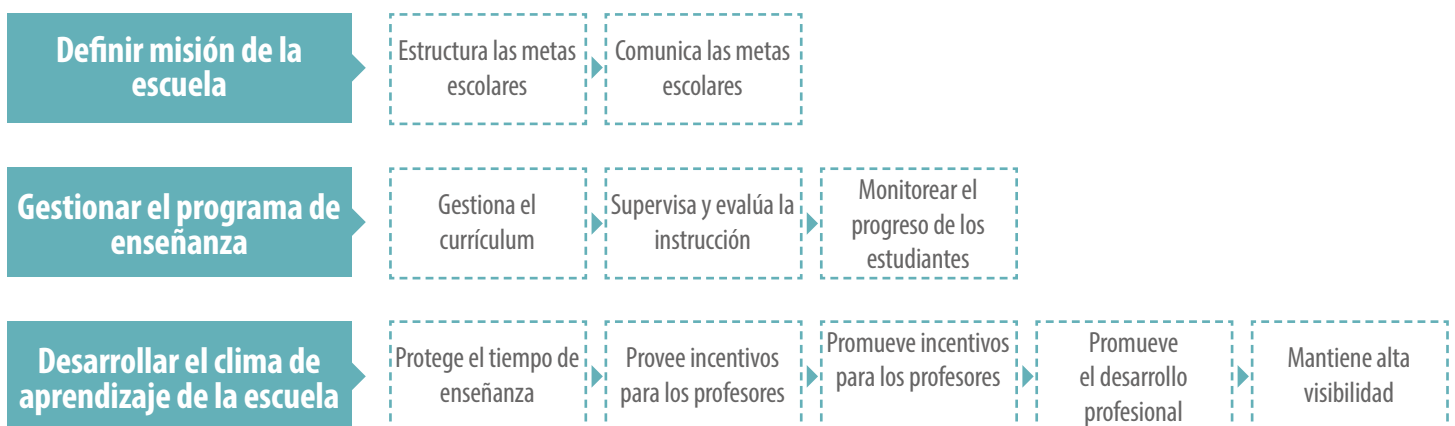 Definir misión de la
escuela
Estructura las metas
escolares
Comunica las metas
escolares
Gestionar el programa de
enseñanza
Gestiona el
currículum
Supervisa y evalúa la
instrucción
Monitorear el
progreso de los
estudiantes
Desarrollar el clima de
aprendizaje de la escuela
Protege el tiempo de
enseñanza
Provee incentivos
para los profesores
Promueve incentivos
para los profesores
Promueve
el desarrollo
profesional
Mantiene alta
visibilidad